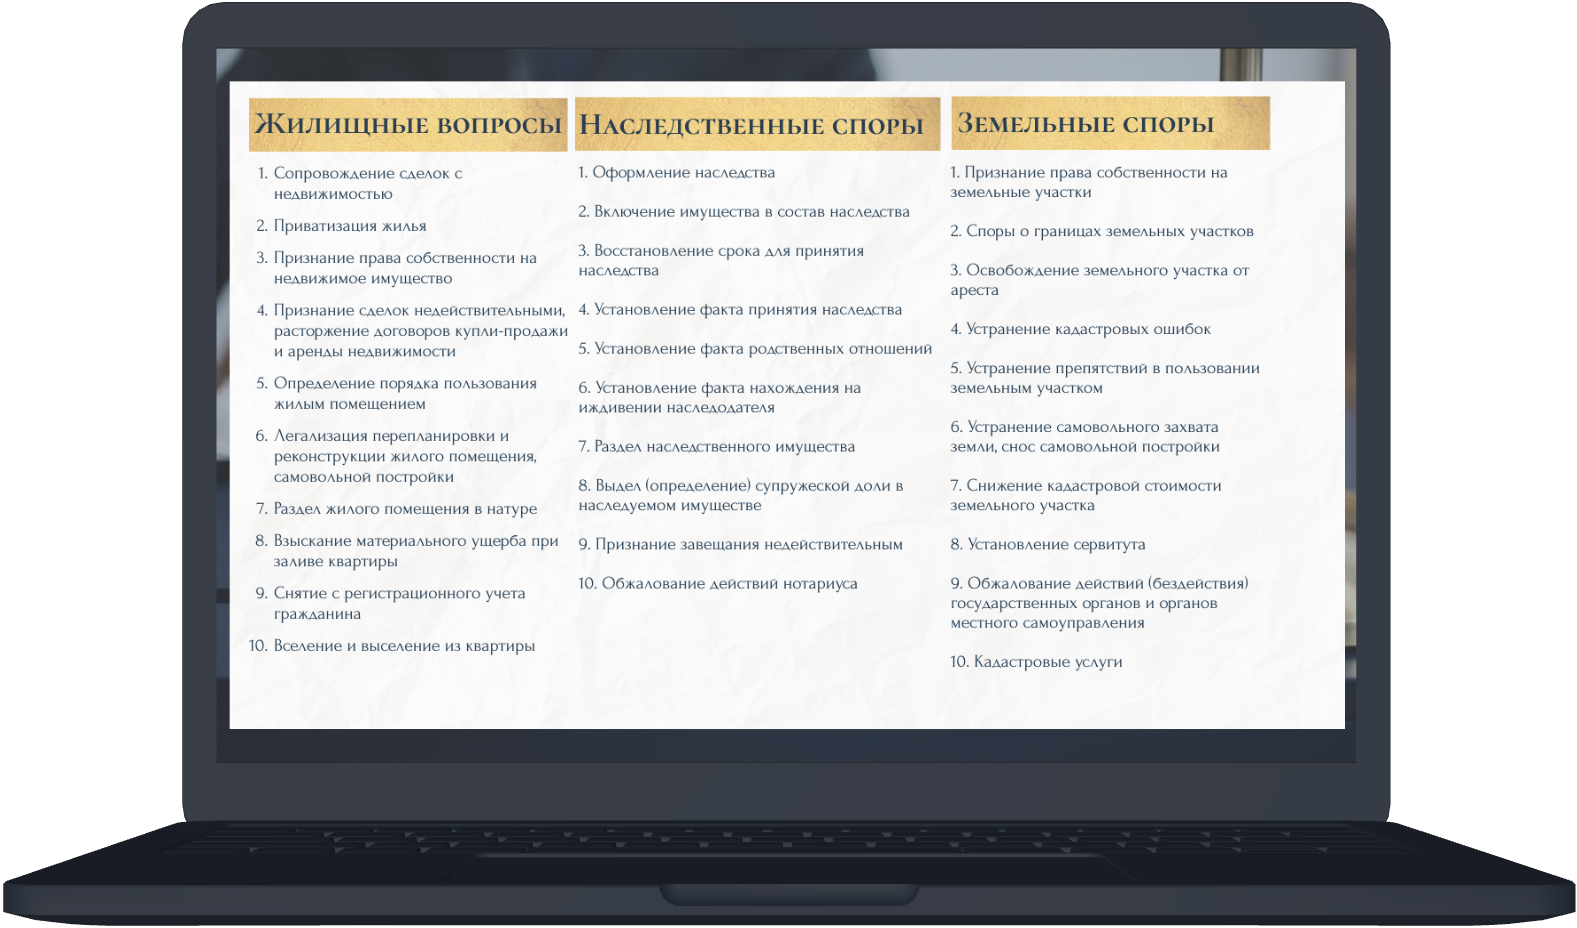 Жилищные вопросы
1. Сопровождение сделок с
недвижимостью
2. Приватизация жилья
3. Признание права собственности на
недвижимое имущество
4. Признание сделок недействительными,
расторжение договоров купли-продажи
и аренды недвижимости
5. Определение порядка пользования
жилым помещением
6. Легализация перепланировки и
реконструкции жилого помещения,
самовольной постройки
7. Раздел жилого помещения в натуре
8. Взыскание материального ущерба при
заливе квартиры
9. Снятие с регистрационного учета
гражданина
10. Вселение и выселение из квартиры
Наследственные споры
1. Оформление наследства
2. Включение имущества в состав наследства
3. Восстановление срока для принятия
наследства
4. Установление факта принятия наследства
5. Установление факта родственных отношений
6. Установление факта нахождения на
иждивении наследодателя
7. Раздел наследственного имущества
8. Выдел (определение) супружеской доли в
наследуемом имуществе
9. Признание завещания недействительным
10. Обжалование действий нотариуса
Земельные споры
1. Признание права собственности на
земельные участки
2. Споры о границах земельных участков
3. Освобождение земельного участка от
ареста
4. Устранение кадастровых ошибок
5. Устранение препятствий в пользовании
земельным участком
6. Устранение самовольного захвата
земли, снос самовольной постройки
7. Снижение кадастровой стоимости
земельного участка
8. Установление сервитута
9. Обжалование действий (бездействия)
государственных органов и органов
местного самоуправления
10. Кадастровые услуги